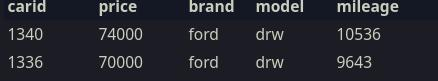 carid price brand model mileage
1340 74000 ford drw 10536
1336 70000 ford drw 9643